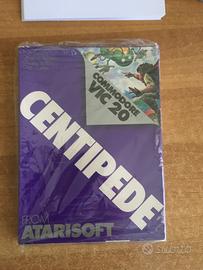 COMMODORE
VIC 20
CENTIPEDE
FROM
ATARISOFT
Subito